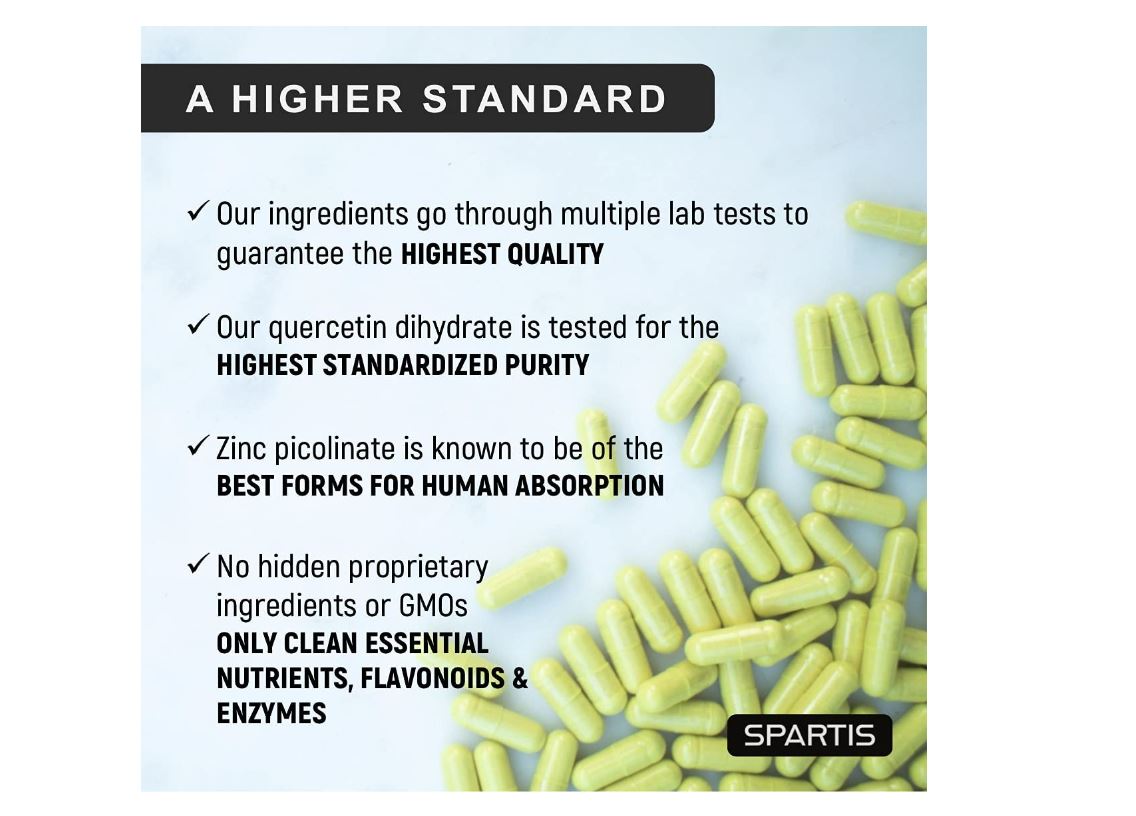 A HIGHER STANDARD
✓ Our ingredients go through multiple lab tests to
guarantee the HIGHEST QUALITY
✓ Our quercetin dihydrate is tested for the
HIGHEST STANDARDIZED PURITY
✓ Zinc picolinate is known to be of the
BEST FORMS FOR HUMAN ABSORPTION
✓ No hidden proprietary
ingredients or GMOs
ONLY CLEAN ESSENTIAL
NUTRIENTS, FLAVONOIDS &
ENZYMES
SPARTIS